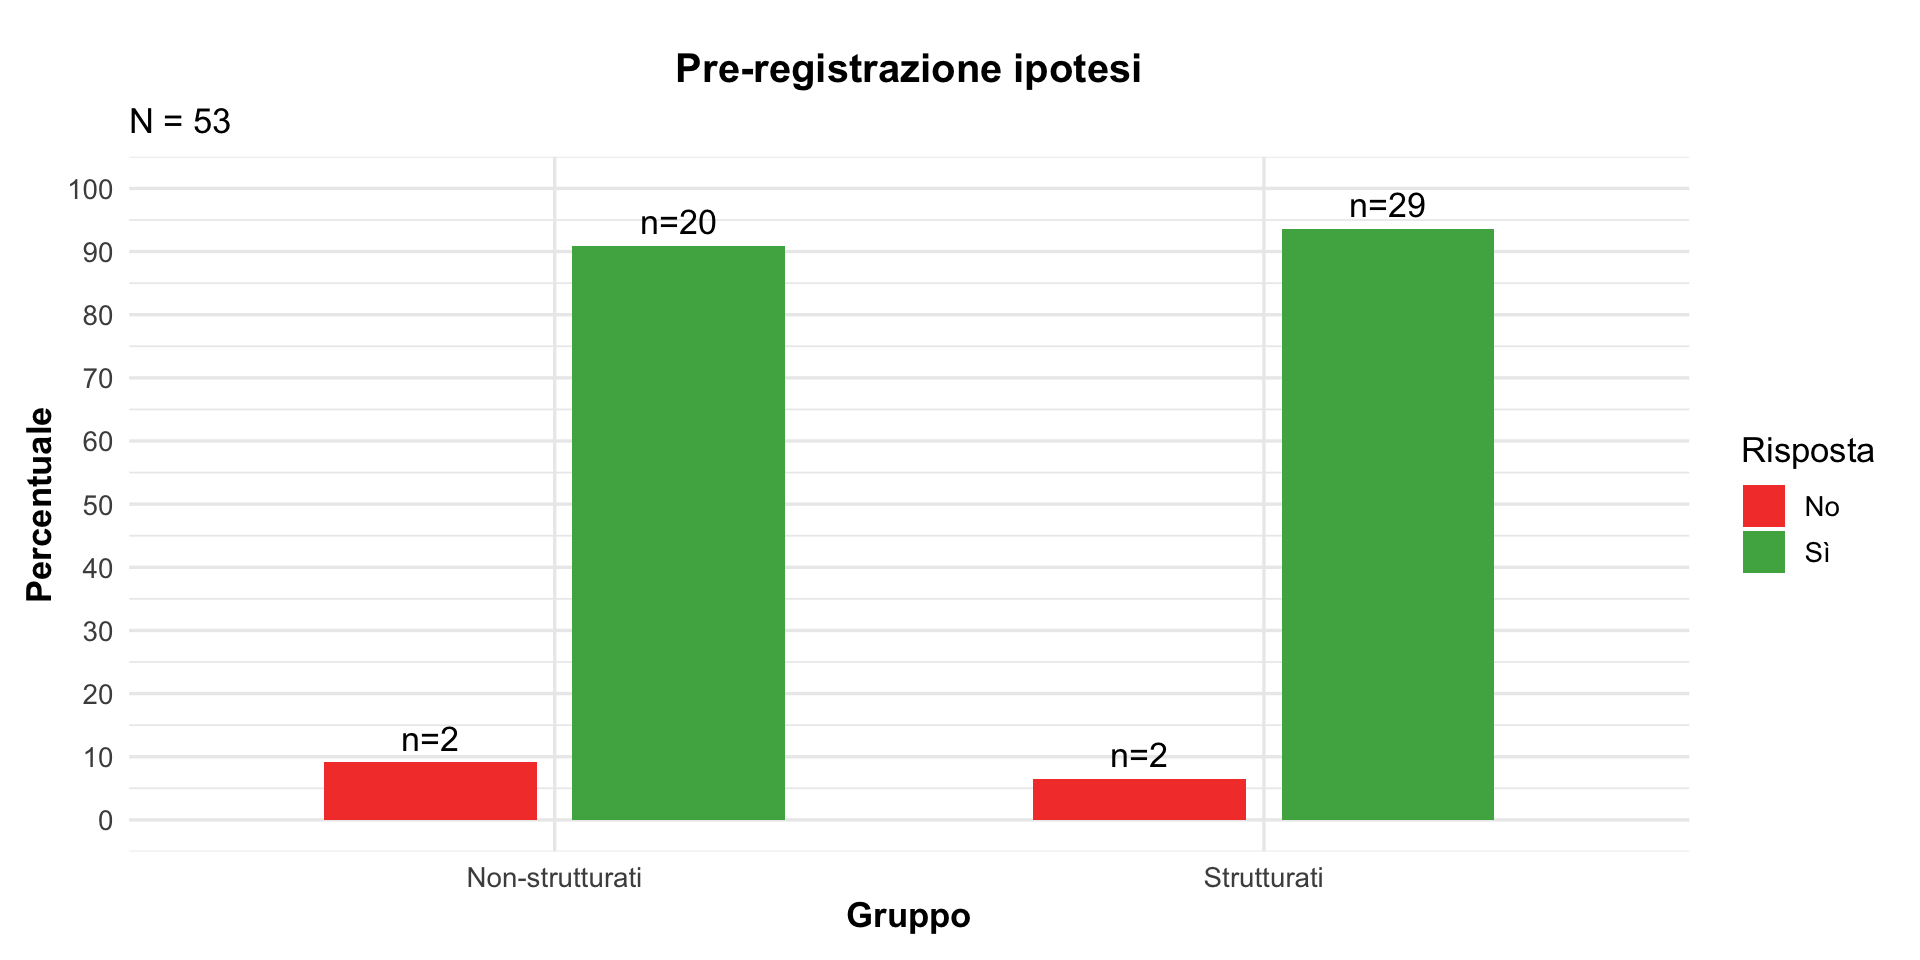 Pre-registrazione ipotesi
N = 53
Percentuale
100
90
80
70
60
50
40
30
20
10
0
n=2
n=20
n=2
n=29
Non-strutturati
Strutturati
Gruppo
Risposta
No
Sì